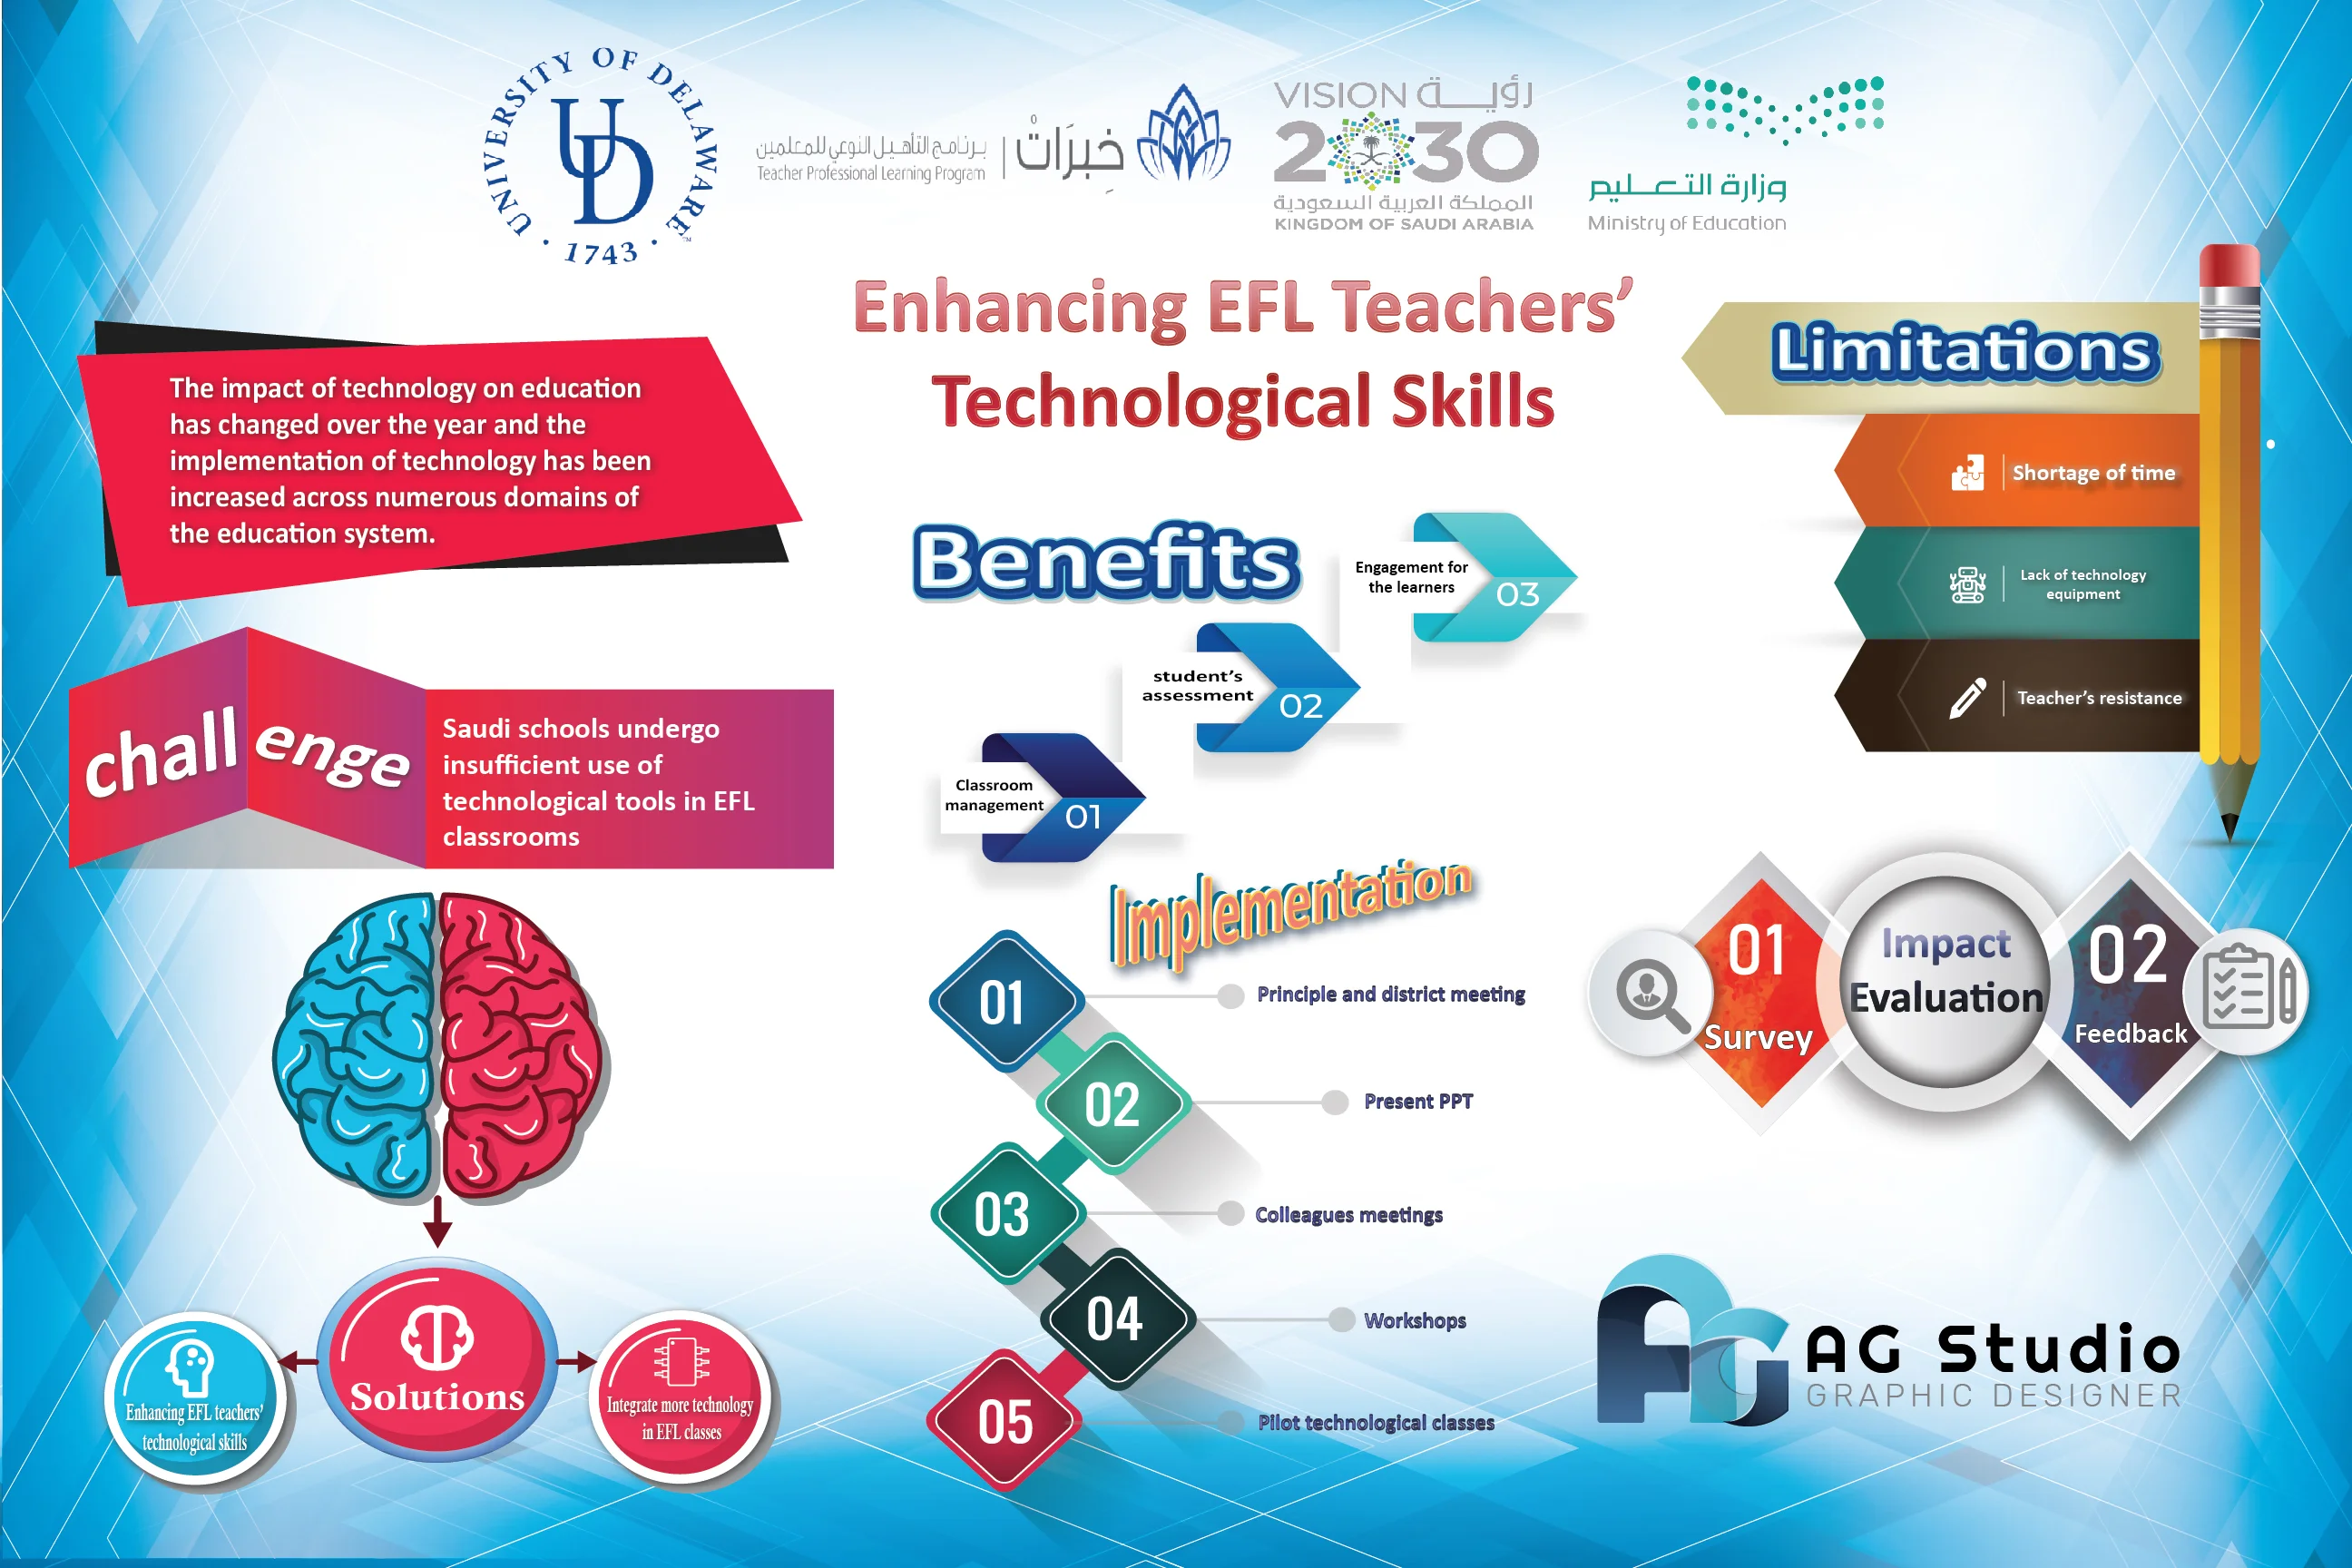 UNIVERSITY OF DELAWARE
UD
TM
· 1743 ·
برنامج التأهيل النوعي للمعلمين
Teacher Professional Learning Program
خبرَاتْ
VISION رؤية
2030
المملكة العربية السعودية
KINGDOM OF SAUDI ARABIA
وزارة التعليم
Ministry of Education
Enhancing EFL Teachers’
Technological Skills
The impact of technology on education
has changed over the year and the
implementation of technology has been
increased across numerous domains of
the education system.
challenge
Saudi schools undergo
insufficient use of
technological tools in EFL
classrooms
Solutions
Enhancing EFL teachers’
technological skills
Integrate more technology
in EFL classes
Benefits
Classroom
management
01
student’s
assessment
02
Engagement for
the learners
03
Implementation
01
Principle and district meeting
02
Present PPT
03
Colleagues meetings
04
Workshops
05
Pilot technological classes
Limitations
Shortage of time
Lack of technology
equipment
Teacher’s resistance
01
Survey
Impact
Evaluation
02
Feedback
AG Studio
GRAPHIC DESIGNER